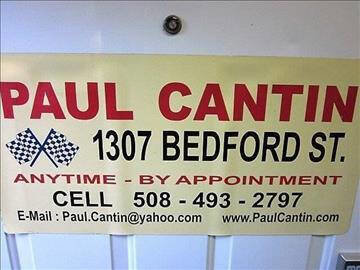 PAUL CANTIN
1307 BEDFORD ST.
ANYTIME - BY APPOINTMENT
CELL 508 - 493 - 2797
E-Mail : Paul.Cantin@yahoo.com www.PaulCantin.com